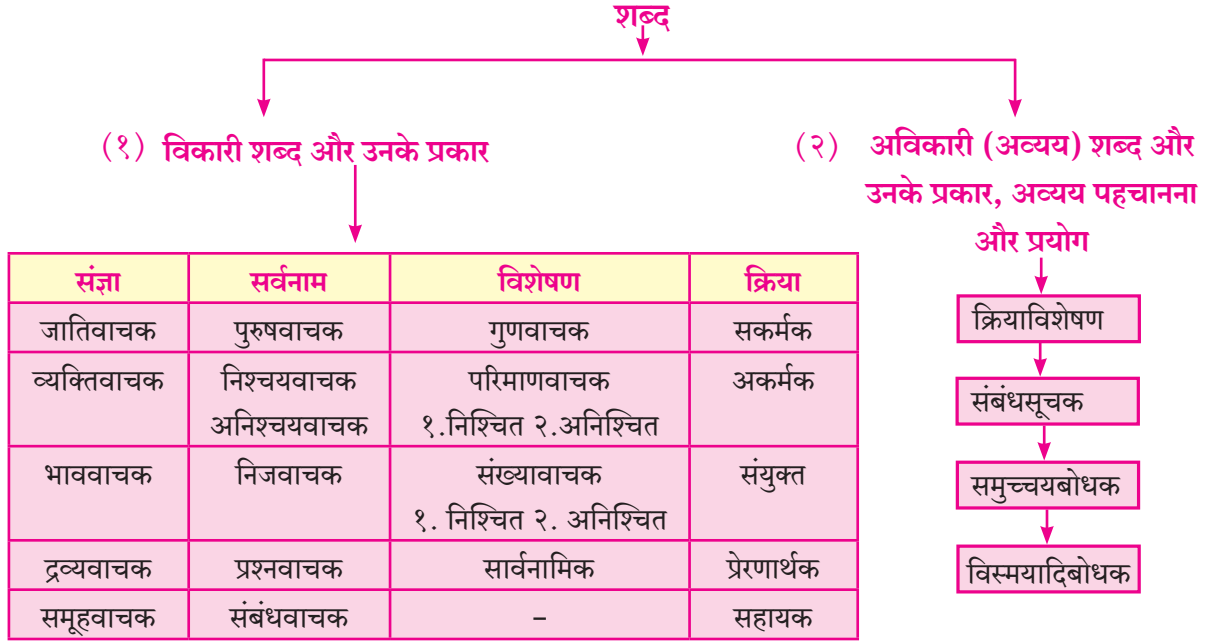 शब्द
(१) विकारी शब्द और उनके प्रकार
(२) अविकारी (अव्यय) शब्द और
उनके प्रकार, अव्यय पहचानना
और प्रयोग
संज्ञा सर्वनाम विशेषण क्रिया
जातिवाचक पुरुषवाचक गुणवाचक सकर्मक
व्यक्तिवाचक निश्चयवाचक परिमाणवाचक अकर्मक
अनिश्चयवाचक १.निश्चित २.अनिश्चित
भाववाचक निजवाचक संख्यावाचक संयुक्त
१. निश्चित २. अनिश्चित
द्रव्यवाचक प्रश्नवाचक सार्वनामिक प्रेरणार्थक
समूहवाचक संबंधवाचक – सहायक
क्रियाविशेषण
संबंधसूचक
समुच्चयबोधक
विस्मयादिबोधक